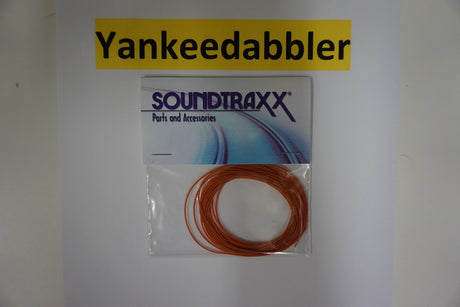 Yankeedabbler
SOUNDTRAXX®
Parts and Accessories